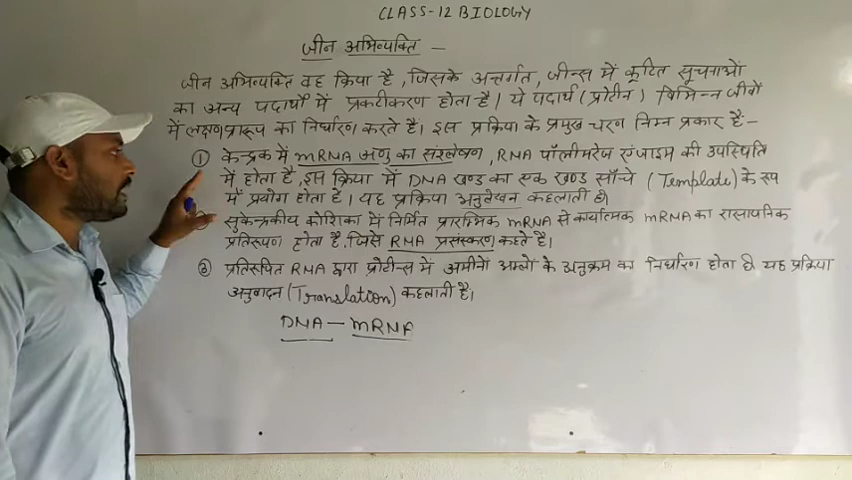 CLASS-12 BIOLOGY
जीन अभिव्यक्ति –
जीन अभिव्यक्ति वह क्रिया है, जिसके अन्तर्गत, जीन्स में कूटित सूचनाओं
का अन्य पदार्थों में प्रकटीकरण होता है। ये पदार्थ (प्रोटीन) विभिन्न जीवों
में लक्षण प्रारूप का निर्धारण करते है। इस प्रक्रिया के प्रमुख चरण निम्न प्रकार है:-
① केन्द्रक में mRNA अणु का संश्लेषण, RNA पॉलीमरेज एंजाइम की उपस्थिति
में होता है, इस क्रिया में DNA खण्ड का एक खण्ड साँचे (Template) के रूप
में प्रयोग होता है। यह प्रक्रिया अनुलेखन कहलाती है।
सुकेन्द्रकीय कोशिका में निर्मित प्रारम्भिक mRNA से कार्यात्मक mRNA का रासायनिक
प्रतिरूपण होता है, जिसे RNA प्रसंस्करण कहते है।
③ प्रतिरूपित RNA द्वारा प्रोटीन्स में अमीनो अम्लों के अनुक्रम का निर्धारण होता है। यह प्रक्रिया
अनुवादन (Translation) कहलाती है।
DNA – mRNA